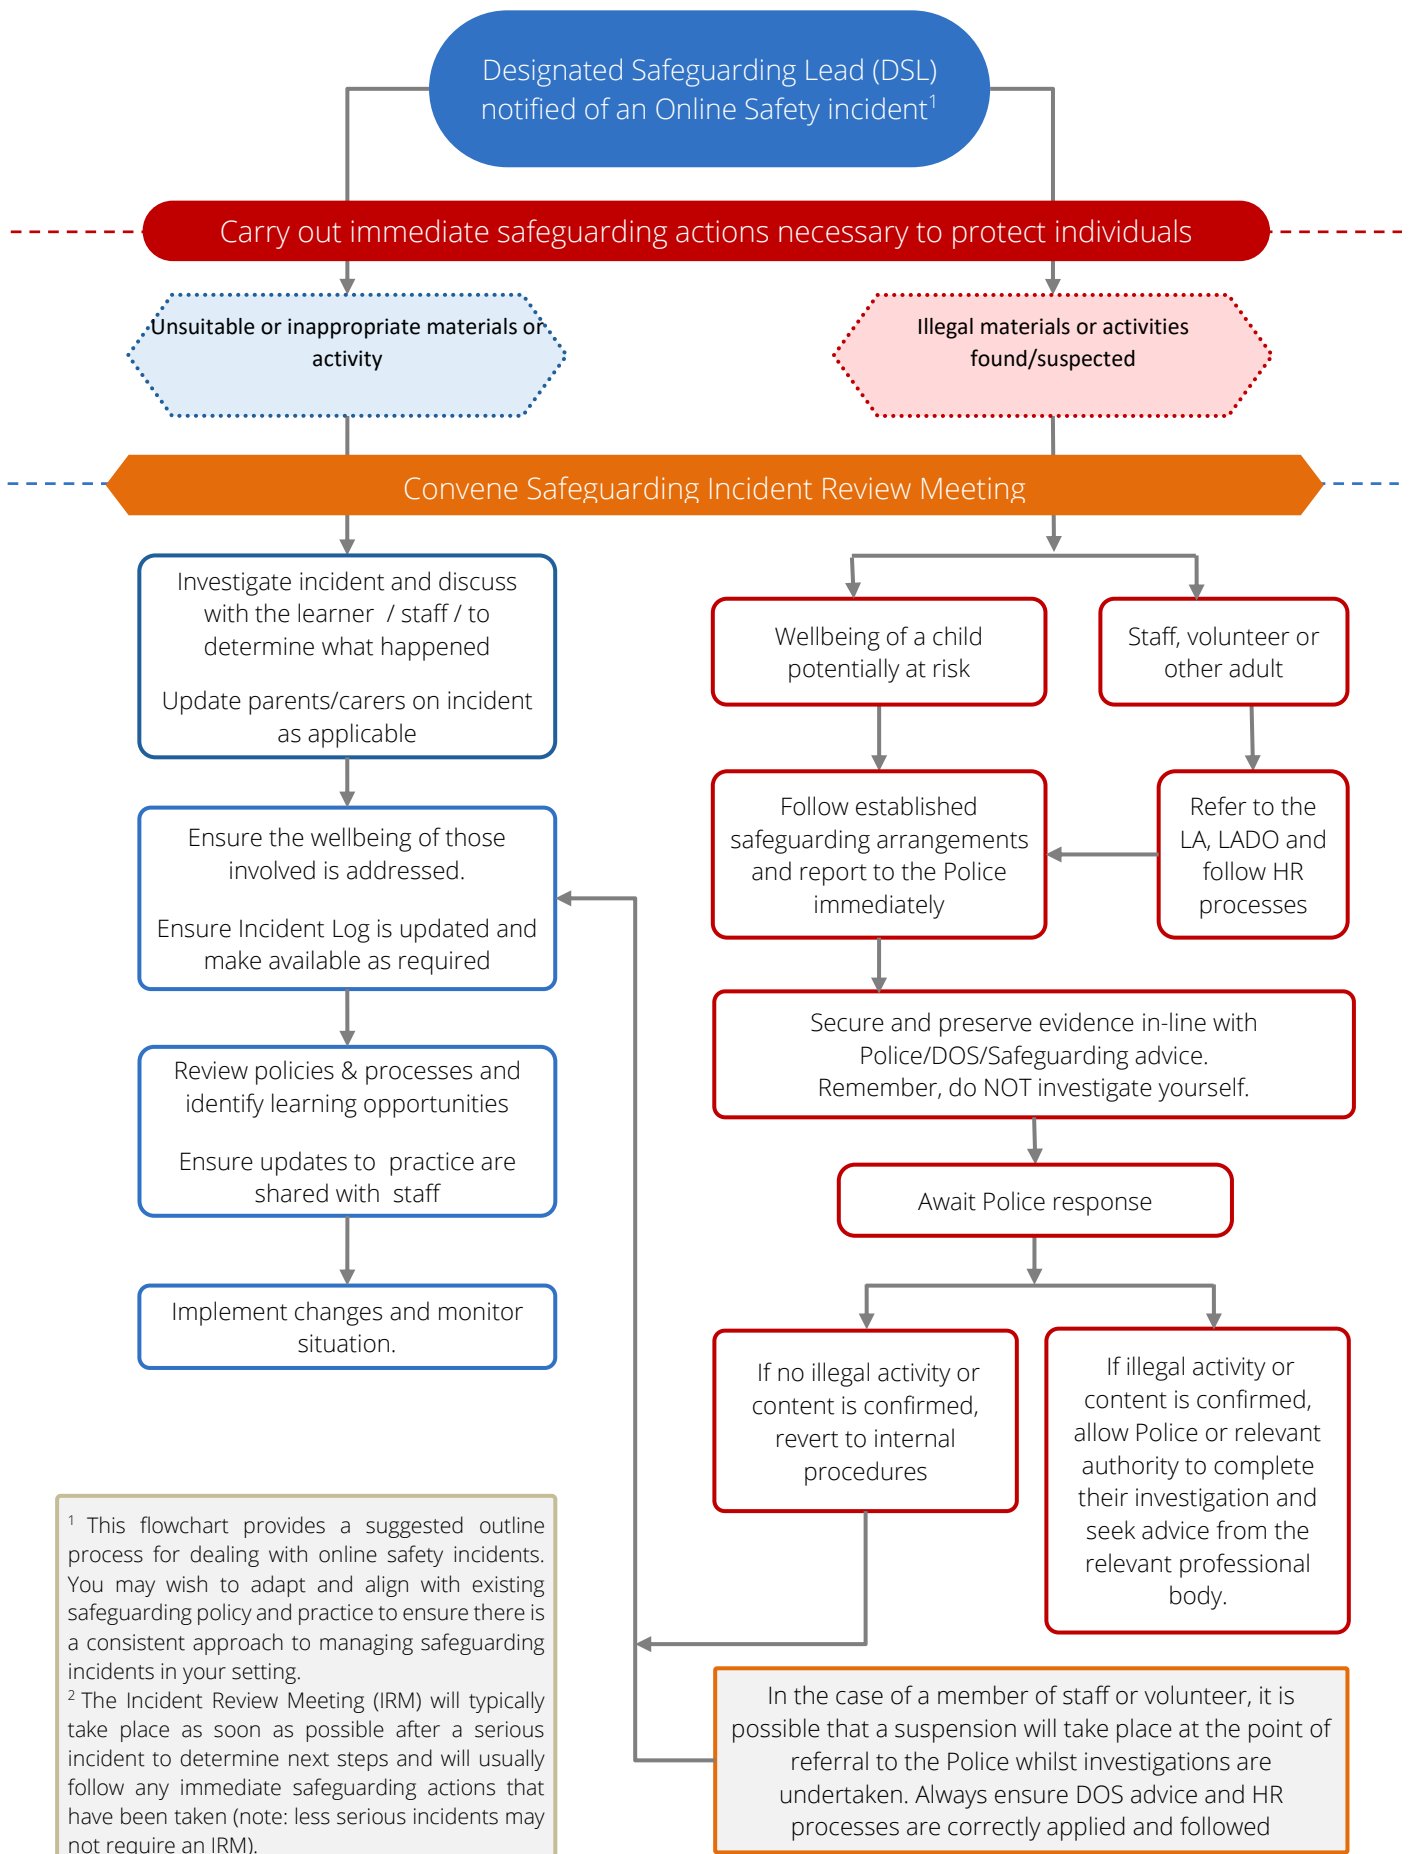 Designated Safeguarding Lead (DSL)
notified of an Online Safety incident1
Carry out immediate safeguarding actions necessary to protect individuals
Unsuitable or inappropriate materials or
activity
Illegal materials or activities
found/suspected
Convene Safeguarding Incident Review Meeting
Investigate incident and discuss
with the learner / staff / to
determine what happened
Update parents/carers on incident
as applicable
Wellbeing of a child
potentially at risk
Staff, volunteer or
other adult
Ensure the wellbeing of those
involved is addressed.
Ensure Incident Log is updated and
make available as required
Follow established
safeguarding arrangements
and report to the Police
immediately
Refer to the
LA, LADO and
follow HR
processes
Secure and preserve evidence in-line with
Police/DOS/Safeguarding advice.
Remember, do NOT investigate yourself.
Review policies & processes and
identify learning opportunities
Ensure updates to practice are
shared with staff
Await Police response
Implement changes and monitor
situation.
If no illegal activity or
content is confirmed,
revert to internal
procedures
If illegal activity or
content is confirmed,
allow Police or relevant
authority to complete
their investigation and
seek advice from the
relevant professional
body.
1 This flowchart provides a suggested outline
process for dealing with online safety incidents.
You may wish to adapt and align with existing
safeguarding policy and practice to ensure there is
a consistent approach to managing safeguarding
incidents in your setting.
2 The Incident Review Meeting (IRM) will typically
take place as soon as possible after a serious
incident to determine next steps and will usually
follow any immediate safeguarding actions that
have been taken (note: less serious incidents may
not require an IRM).
In the case of a member of staff or volunteer, it is
possible that a suspension will take place at the point of
referral to the Police whilst investigations are
undertaken. Always ensure DOS advice and HR
processes are correctly applied and followed